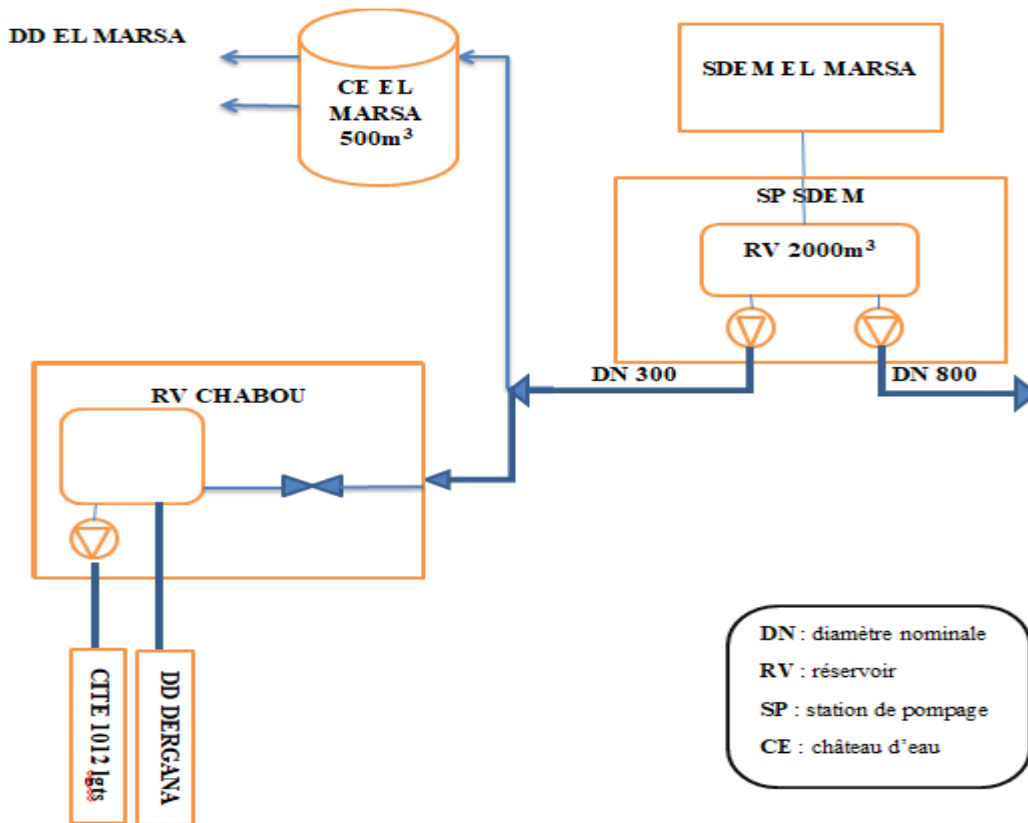 DD EL MARSA
CE EL
MARSA
500m³
SDEM EL MARSA
SP SDEM
RV 2000m³
DN 300
DN 800
RV CHABOU
CITE 1012 lgts
DD DERGANA
DN : diamètre nominale
RV : réservoir
SP : station de pompage
CE : château d'eau